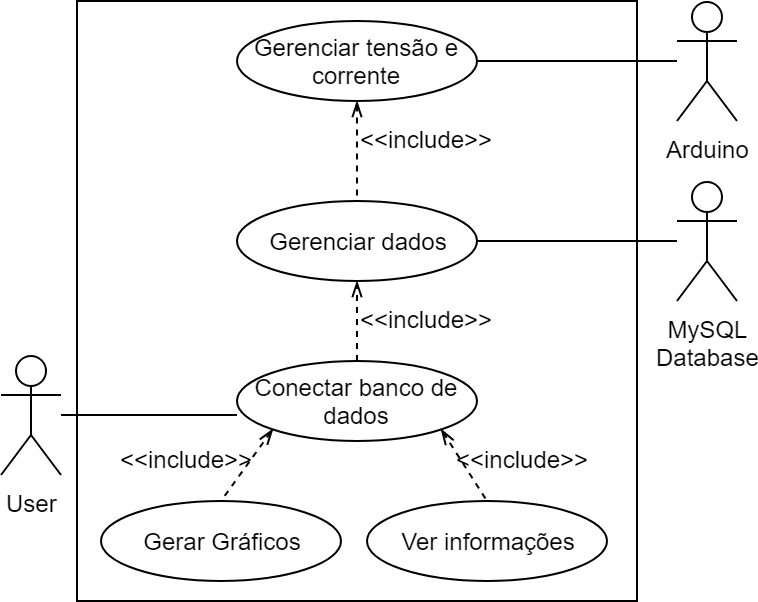 Gerenciar tensão e
corrente
<<include>>
Arduino
Gerenciar dados
<<include>>
MySQL
Database
Conectar banco de
dados
<<include>>
<<include>>
User
Gerar Gráficos
Ver informações